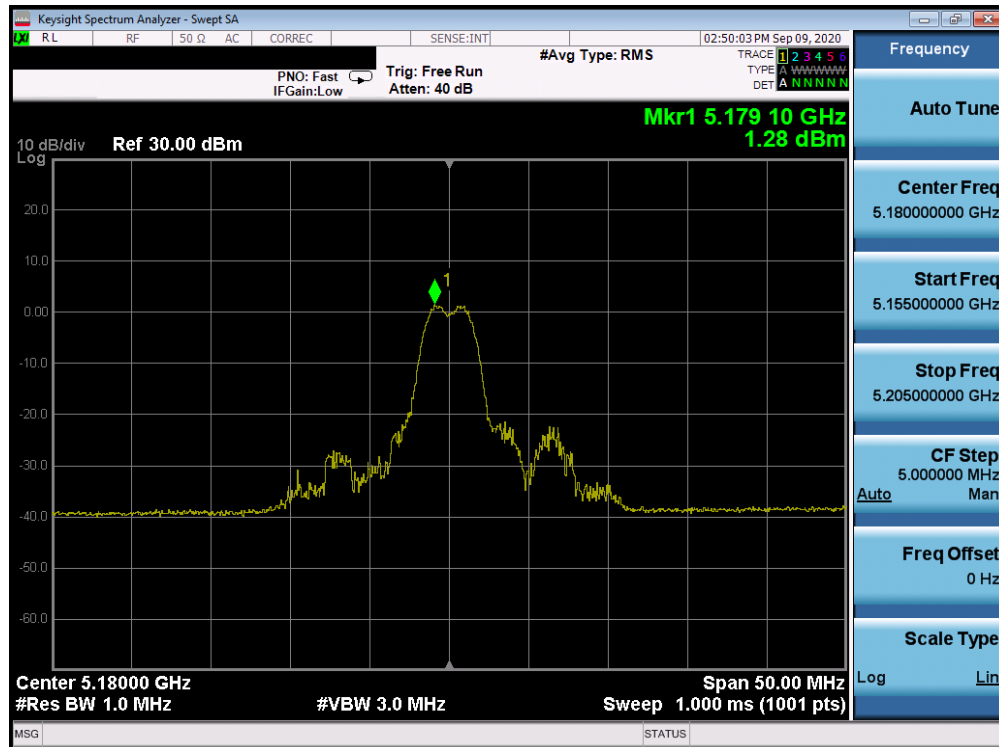 Keysight Spectrum Analyzer - Swept SA
LXI RL RF 50 Ω AC CORREC SENSE:INT 02:50:03 PM Sep 09, 2020
#Avg Type: RMS
TRACE 1 2 3 4 5 6
PNO: Fast Trig: Free Run
TYPE A WWWWW
IFGain:Low Atten: 40 dB
DET A N N N N N
Mkr1 5.179 10 GHz
1.28 dBm
10 dB/div Ref 30.00 dBm
Log
20.0
10.0
1
0.00
-10.0
-20.0
-30.0
-40.0
-50.0
-60.0
Center 5.18000 GHz Span 50.00 MHz
#Res BW 1.0 MHz #VBW 3.0 MHz Sweep 1.000 ms (1001 pts)
MSG STATUS
Frequency
Auto Tune
Center Freq
5.180000000 GHz
Start Freq
5.155000000 GHz
Stop Freq
5.205000000 GHz
CF Step
5.000000 MHz
Auto Man
Freq Offset
0 Hz
Scale Type
Log Lin